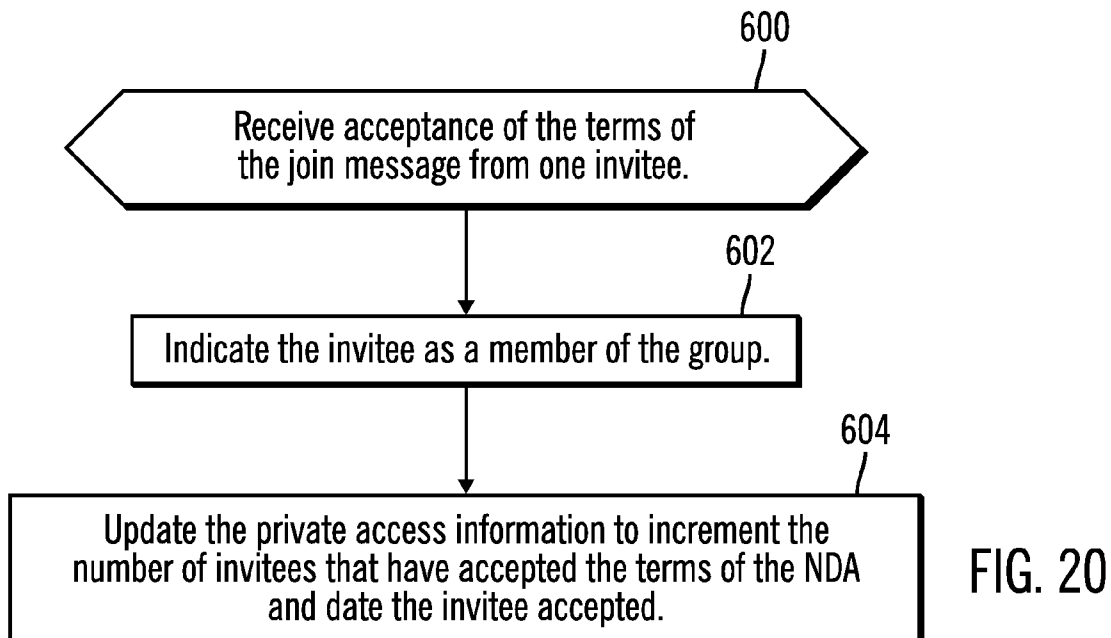 600
Receive acceptance of the terms of
the join message from one invitee.
602
Indicate the invitee as a member of the group.
604
Update the private access information to increment the
number of invitees that have accepted the terms of the NDA
and date the invitee accepted.
FIG. 20